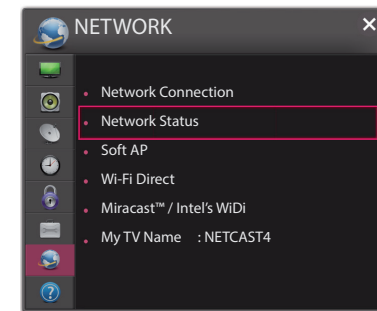 NETWORK
Network Connection
Network Status
Soft AP
Wi-Fi Direct
Miracast™ / Intel's WiDi
My TV Name : NETCAST4